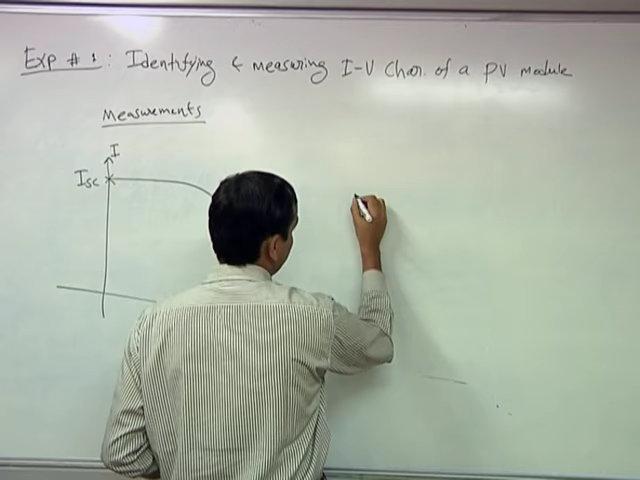 Exp # 1: Identifying & measuring I-V Char. of a PV module
Measurements
I
Isc